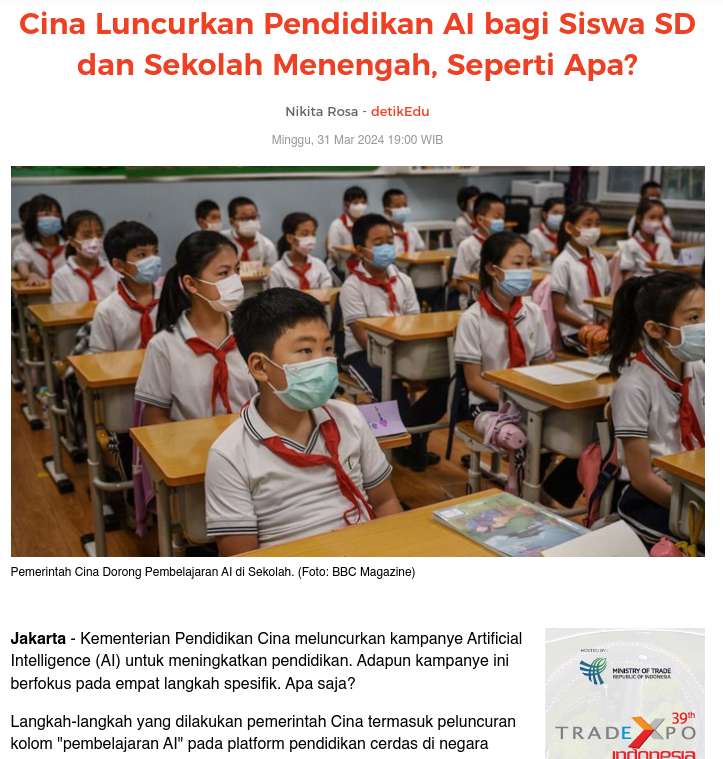 Cina Luncurkan Pendidikan AI bagi Siswa SD
dan Sekolah Menengah, Seperti Apa?
Nikita Rosa - detikEdu
Minggu, 31 Mar 2024 19:00 WIB
Pemerintah Cina Dorong Pembelajaran AI di Sekolah. (Foto: BBC Magazine)
Jakarta - Kementerian Pendidikan Cina meluncurkan kampanye Artificial
Intelligence (AI) untuk meningkatkan pendidikan. Adapun kampanye ini
berfokus pada empat langkah spesifik. Apa saja?
Langkah-langkah yang dilakukan pemerintah Cina termasuk peluncuran
kolom "pembelajaran AI" pada platform pendidikan cerdas di negara
HOSTED BY:
MINISTRY OF TRADE
REPUBLIC OF INDONESIA
39th
TRADEXPO
indonesia